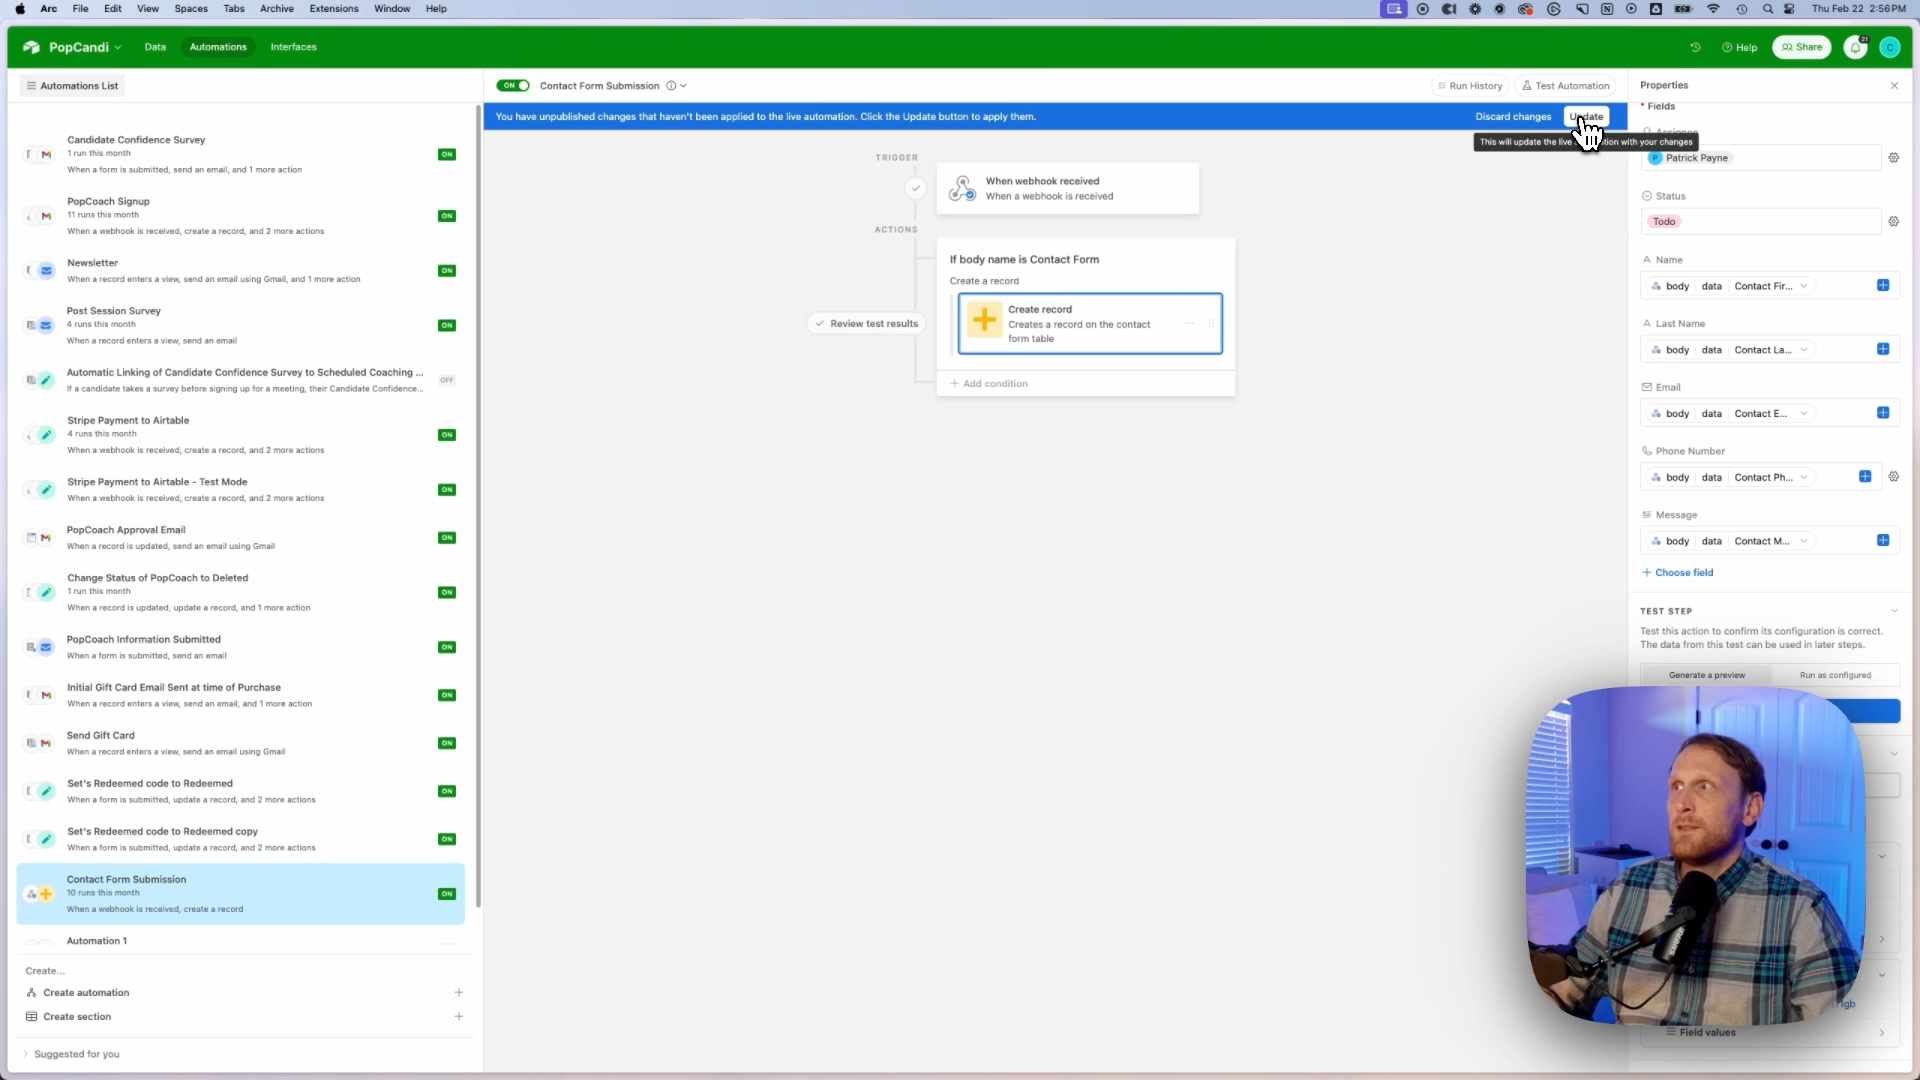 Arc File Edit View Spaces Tabs Archive Extensions Window Help
Thu Feb 22 2:56 PM
PopCandi Data Automations Interfaces
Help Share 21 C
Automations List
ON Contact Form Submission
Run History Test Automation
Properties
You have unpublished changes that haven't been applied to the live automation. Click the Update button to apply them.
Discard changes Update
Candidate Confidence Survey
1 run this month
When a form is submitted, send an email, and 1 more action
ON
PopCoach Signup
11 runs this month
When a webhook is received, create a record, and 2 more actions
ON
Newsletter
When a record enters a view, send an email using Gmail, and 1 more action
ON
Post Session Survey
4 runs this month
When a record enters a view, send an email
ON
Automatic Linking of Candidate Confidence Survey to Scheduled Coaching ...
If a candidate takes a survey before signing up for a meeting, their Candidate Confidence...
OFF
Stripe Payment to Airtable
4 runs this month
When a webhook is received, create a record, and 2 more actions
ON
Stripe Payment to Airtable - Test Mode
When a webhook is received, create a record, and 2 more actions
ON
PopCoach Approval Email
When a record is updated, send an email using Gmail
ON
Change Status of PopCoach to Deleted
1 run this month
When a record is updated, update a record, and 1 more action
ON
PopCoach Information Submitted
When a form is submitted, send an email
ON
Initial Gift Card Email Sent at time of Purchase
When a record enters a view, send an email, and 1 more action
ON
Send Gift Card
When a record enters a view, send an email using Gmail
ON
Set's Redeemed code to Redeemed
When a form is submitted, update a record, and 2 more actions
ON
Set's Redeemed code to Redeemed copy
When a form is submitted, update a record, and 2 more actions
ON
Contact Form Submission
10 runs this month
When a webhook is received, create a record
ON
Automation 1
Create...
Create automation
Create section
Suggested for you
TRIGGER
When webhook received
When a webhook is received
ACTIONS
If body name is Contact Form
Create a record
Create record
Creates a record on the contact
form table
Review test results
+ Add condition
* Fields
Assignee
This will update the live automation with your changes
P Patrick Payne
Status
Todo
Name
body data Contact Fir...
Last Name
body data Contact La...
Email
body data Contact E...
Phone Number
body data Contact Ph...
Message
body data Contact M...
+ Choose field
TEST STEP
Test this action to confirm its configuration is correct.
The data from this test can be used in later steps.
Generate a preview Run as configured
Field values